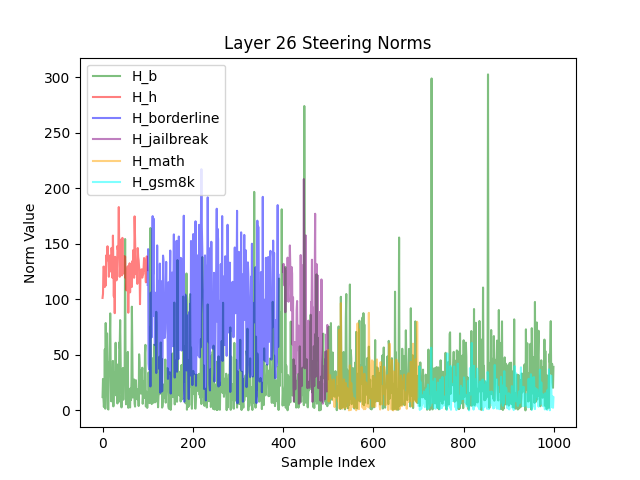 Layer 26 Steering Norms
300
250
200
150
100
50
0
Norm Value
H_b
H_h
H_borderline
H_jailbreak
H_math
H_gsm8k
0
200
400
600
800
1000
Sample Index